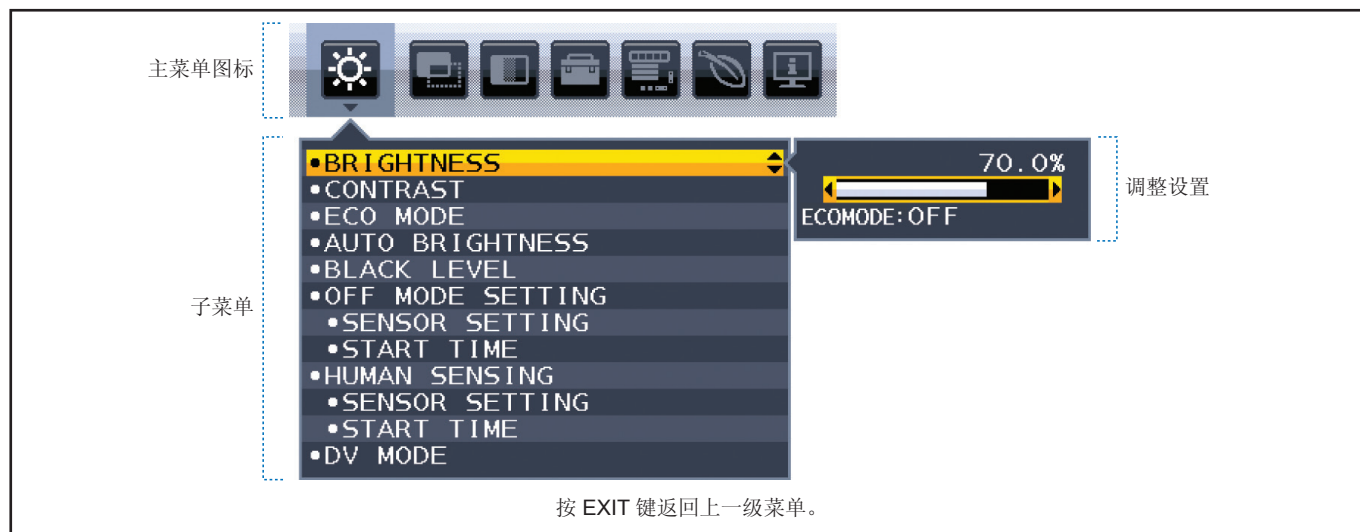 主菜单图标
•BRIGHTNESS
70.0%
•CONTRAST
调整设置
•ECO MODE
ECOMODE:OFF
•AUTO BRIGHTNESS
•BLACK LEVEL
•OFF MODE SETTING
子菜单
•SENSOR SETTING
•START TIME
•HUMAN SENSING
•SENSOR SETTING
•START TIME
•DV MODE
按 EXIT 键返回上一级菜单。